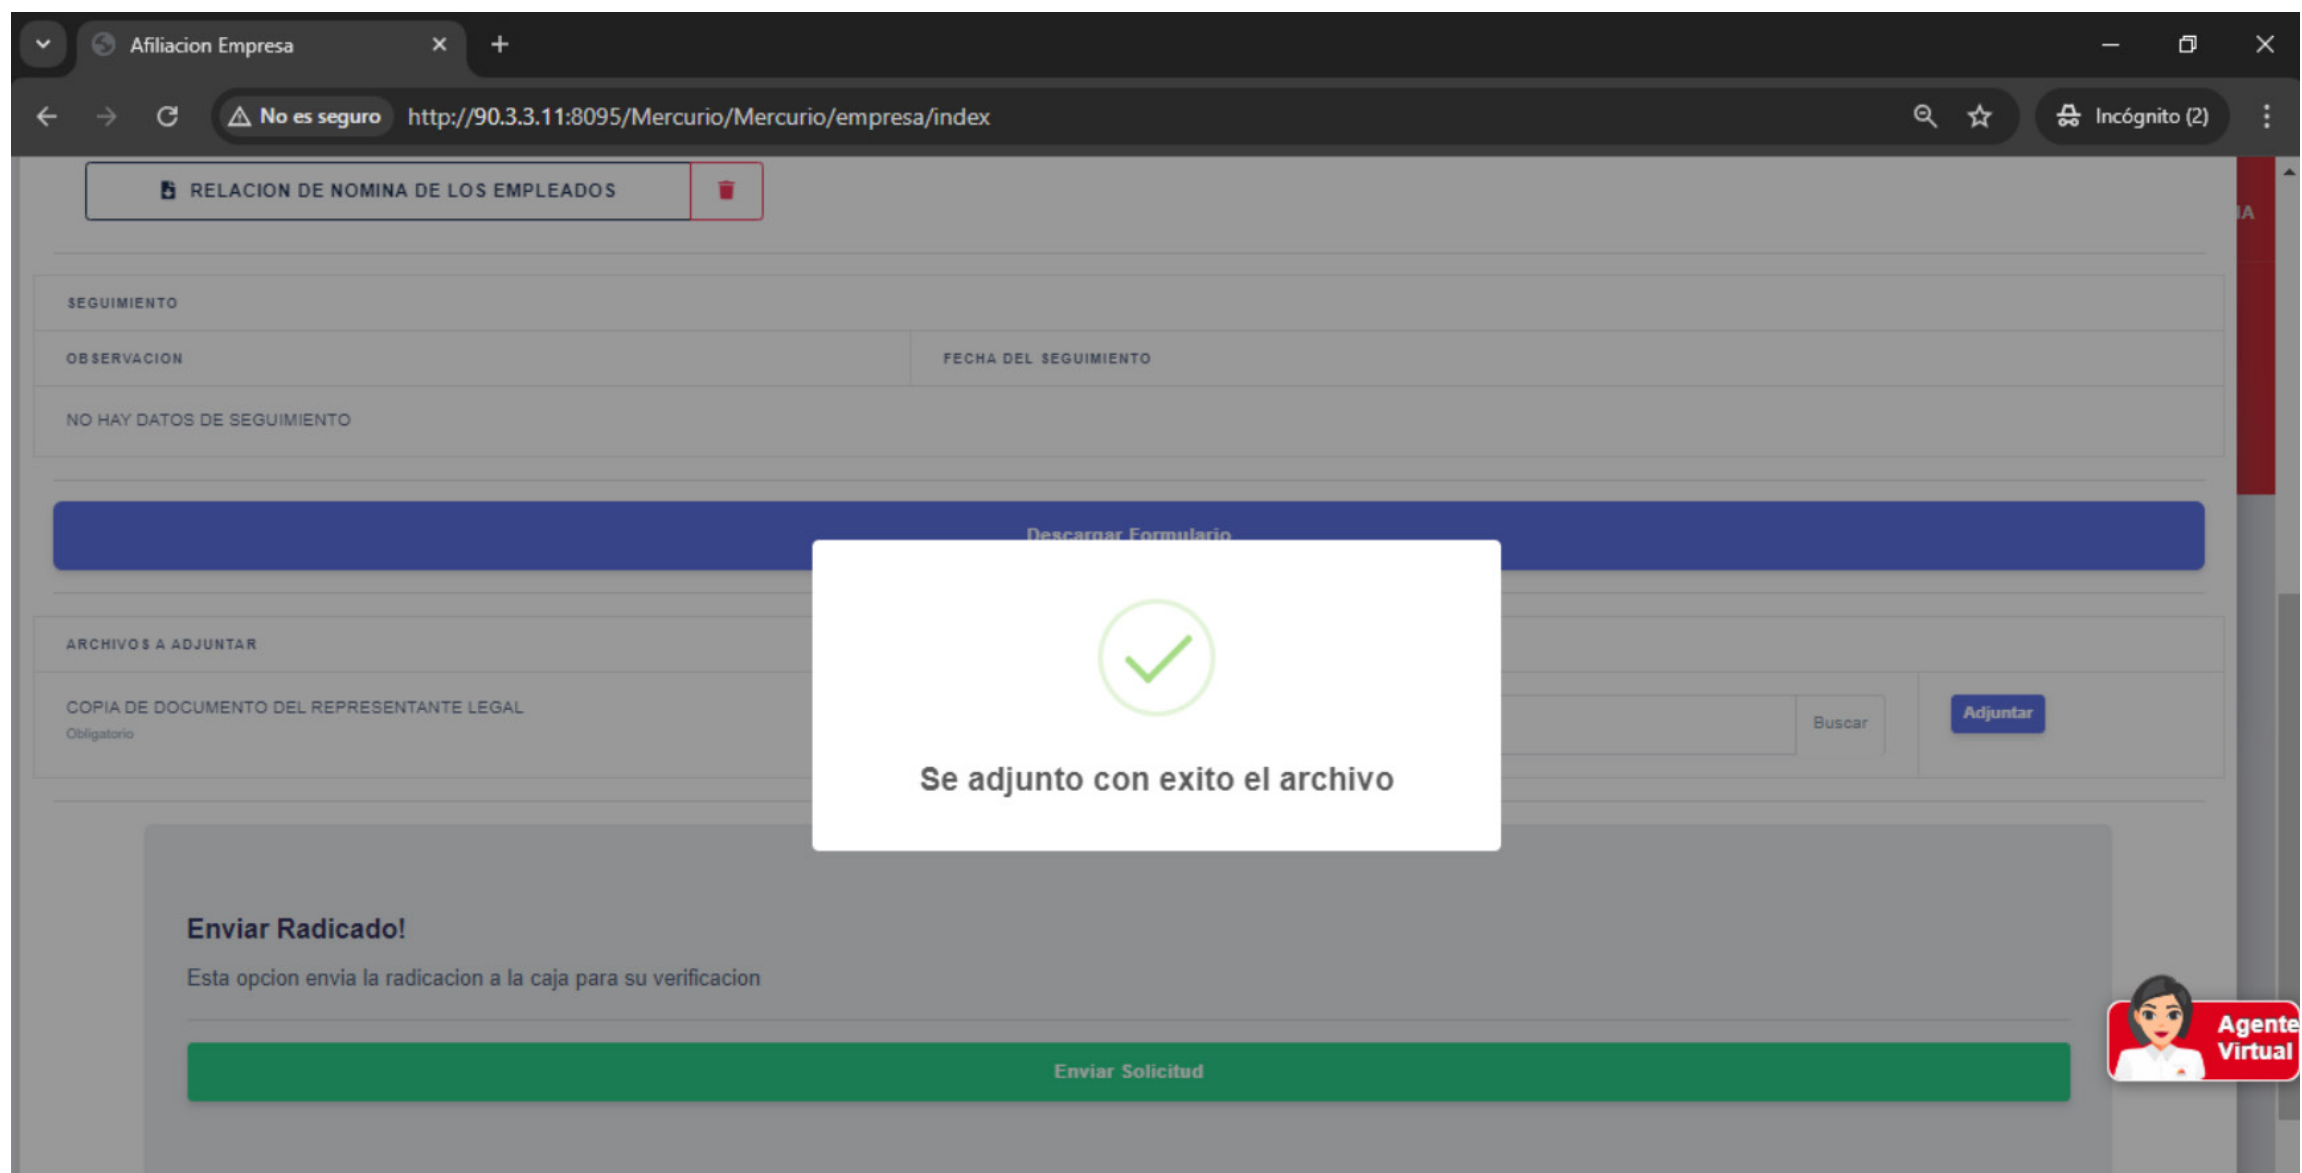 Afiliacion Empresa
No es seguro http://90.3.3.11:8095/Mercurio/Mercurio/empresa/index
Incógnito (2)
RELACION DE NOMINA DE LOS EMPLEADOS
IA
SEGUIMIENTO
OBSERVACION
FECHA DEL SEGUIMIENTO
NO HAY DATOS DE SEGUIMIENTO
Descargar Formulario
ARCHIVOS A ADJUNTAR
COPIA DE DOCUMENTO DEL REPRESENTANTE LEGAL
Obligatorio
Buscar
Adjuntar
Se adjunto con exito el archivo
Enviar Radicado!
Esta opcion envia la radicacion a la caja para su verificacion
Enviar Solicitud
Agente
Virtual